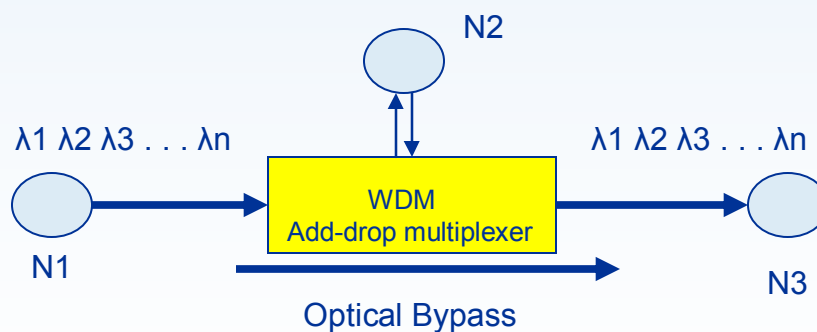 N2
λ1 λ2 λ3 . . . λn
λ1 λ2 λ3 . . . λn
WDM
Add-drop multiplexer
N1
N3
Optical Bypass